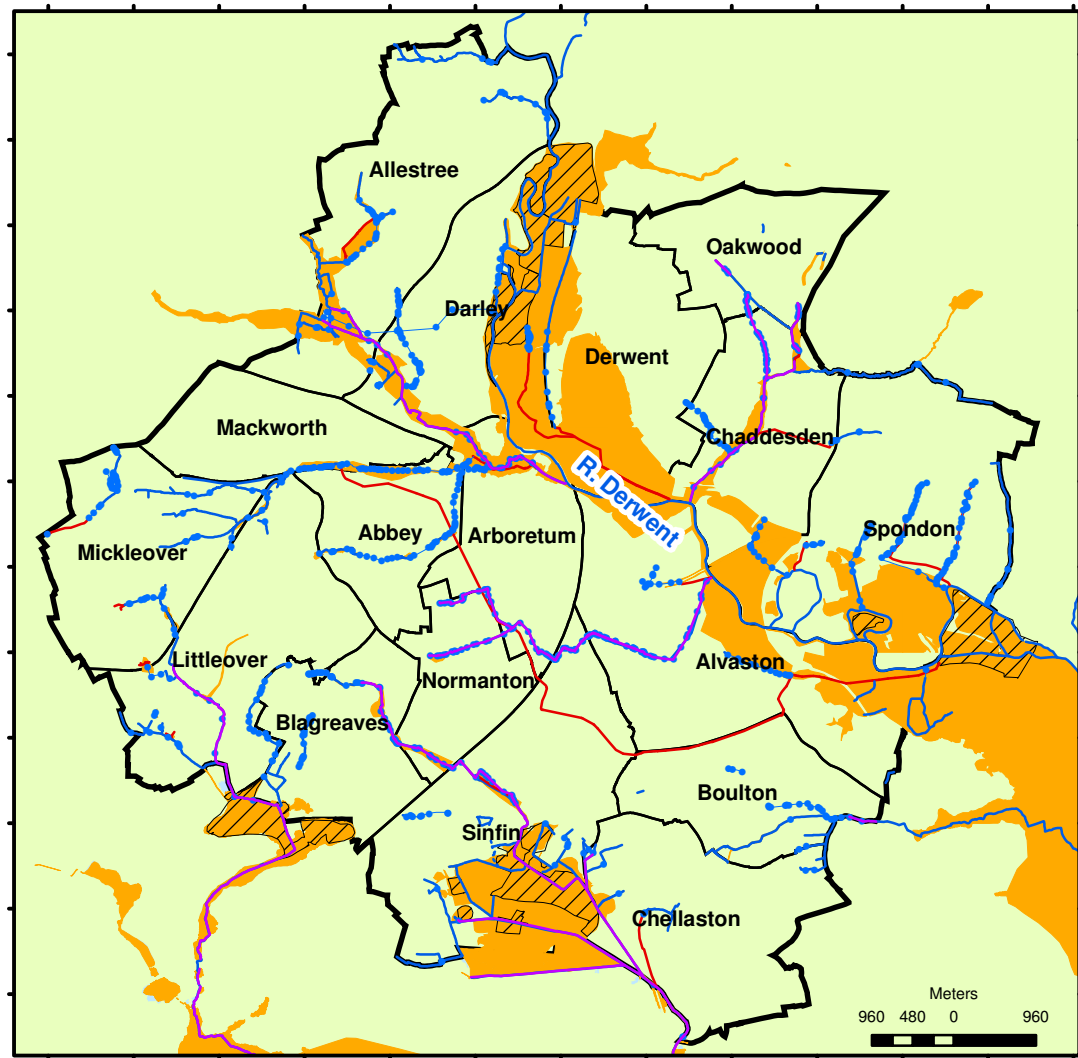 Allestree
Oakwood
Darley
Derwent
Mackworth
Chaddesden
R. Derwent
Spondon
Abbey
Arboretum
Mickleover
Littleover
Alvaston
Normanton
Blagreaves
Boulton
Sinfin
Chellaston
Meters
960 480 0 960